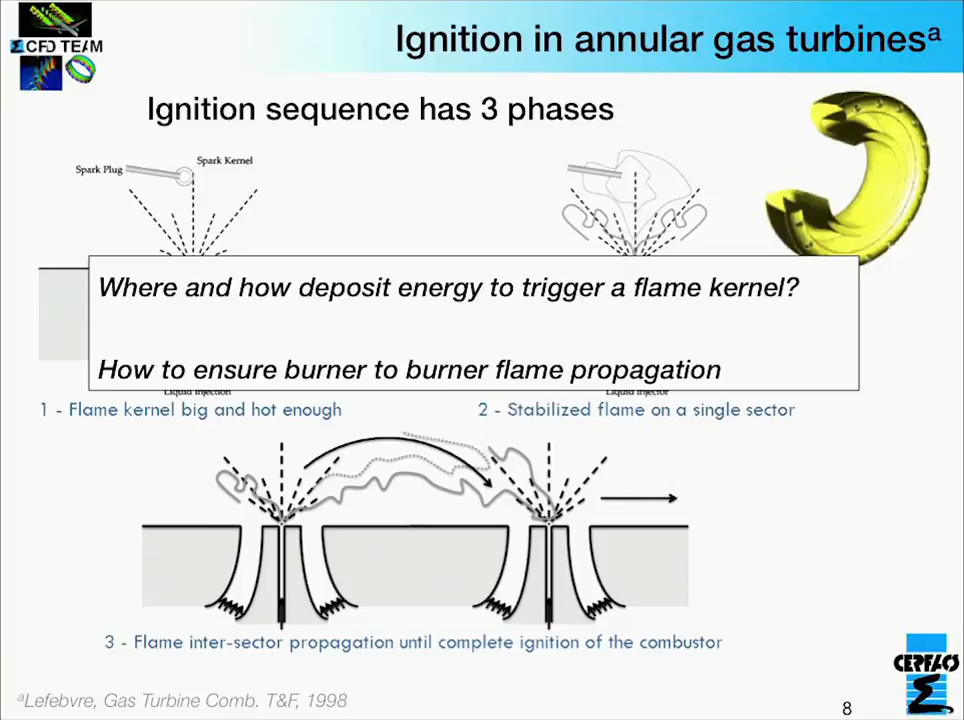 CFD TEAM
Ignition in annular gas turbinesᵃ
Ignition sequence has 3 phases
Spark Plug
Spark Kernel
Where and how deposit energy to trigger a flame kernel?
How to ensure burner to burner flame propagation
Liquid Injection
Liquid Injector
1 - Flame kernel big and hot enough
2 - Stabilized flame on a single sector
3 - Flame inter-sector propagation until complete ignition of the combustor
CERFACS
ᵃLefebvre, Gas Turbine Comb. T&F, 1998
8